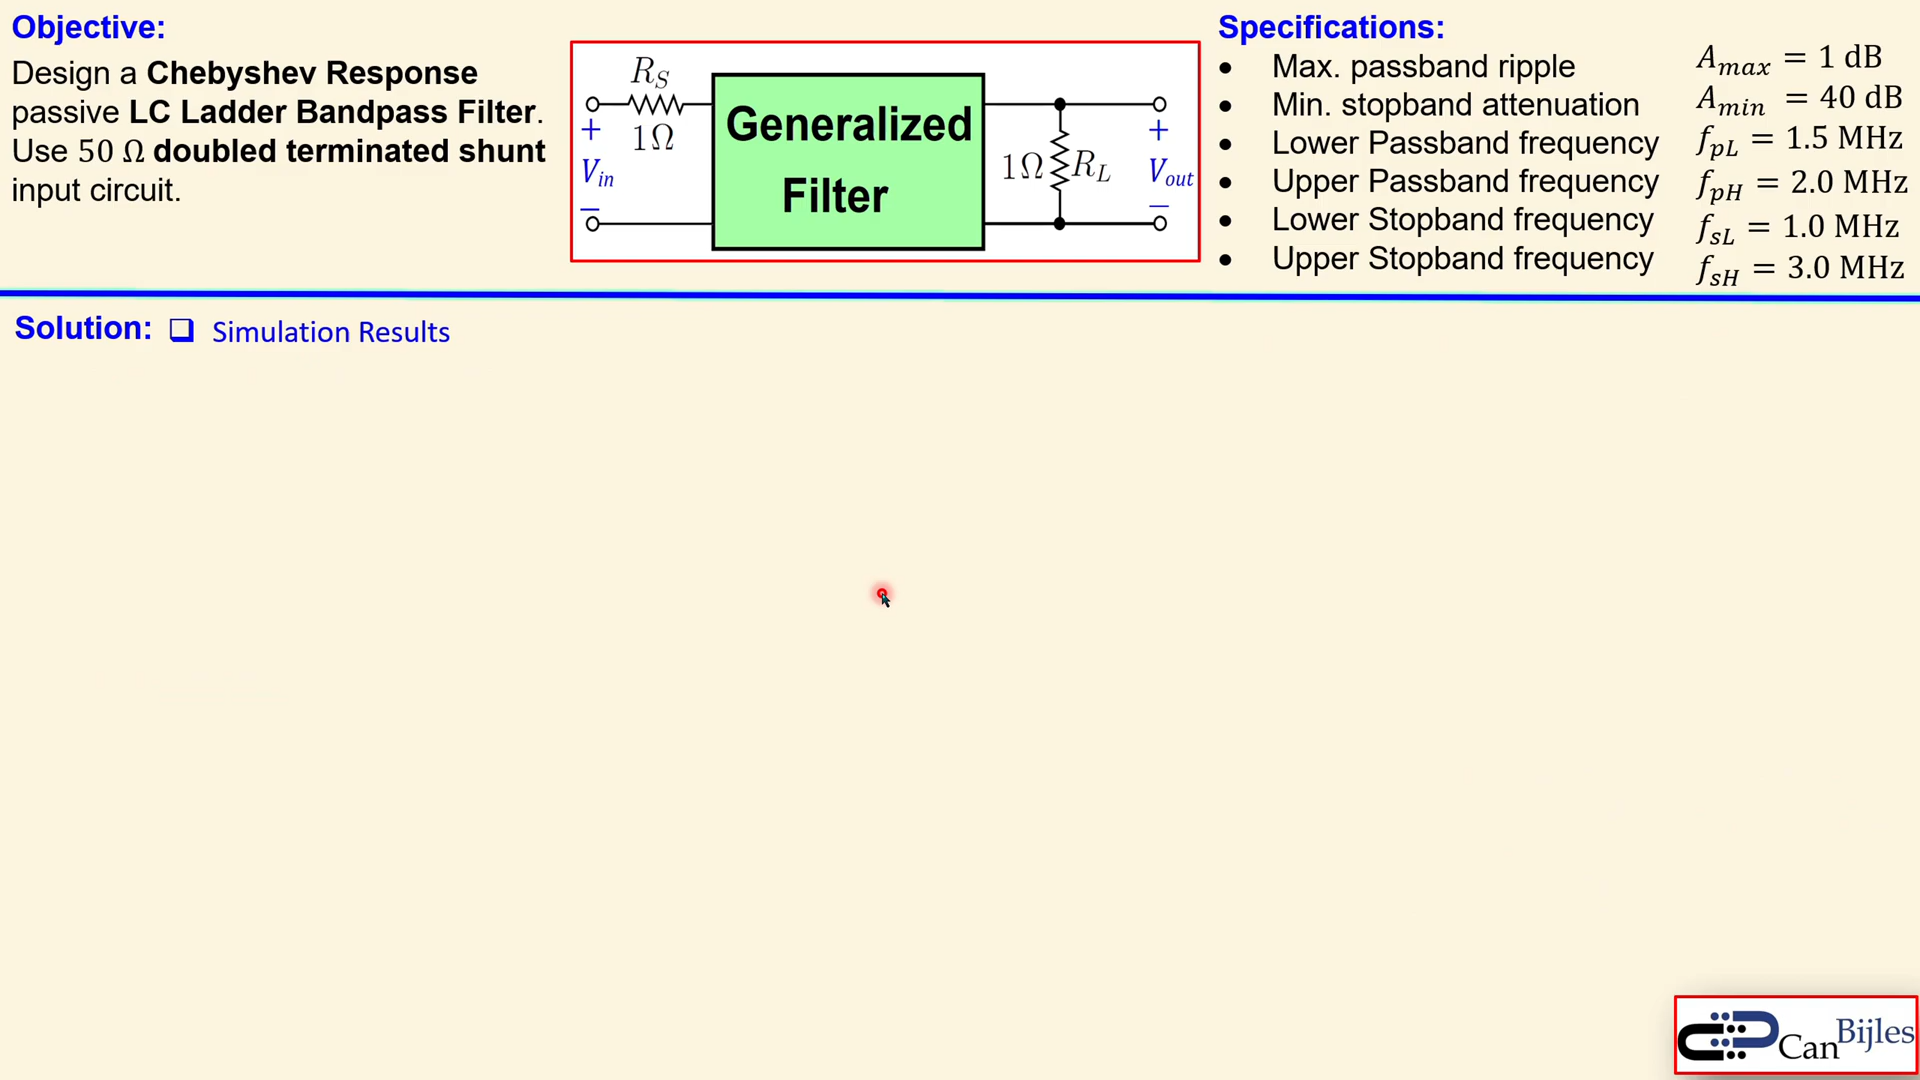 Objective:
Design a Chebyshev Response
passive LC Ladder Bandpass Filter.
Use 50 Ω doubled terminated shunt
input circuit.
R_S
1Ω
+
V_in
−
Generalized
Filter
1Ω
R_L
+
V_out
−
Specifications:
• Max. passband ripple A_max = 1 dB
• Min. stopband attenuation A_min = 40 dB
• Lower Passband frequency f_pL = 1.5 MHz
• Upper Passband frequency f_pH = 2.0 MHz
• Lower Stopband frequency f_sL = 1.0 MHz
• Upper Stopband frequency f_sH = 3.0 MHz
Solution: ❑ Simulation Results
CanBijles